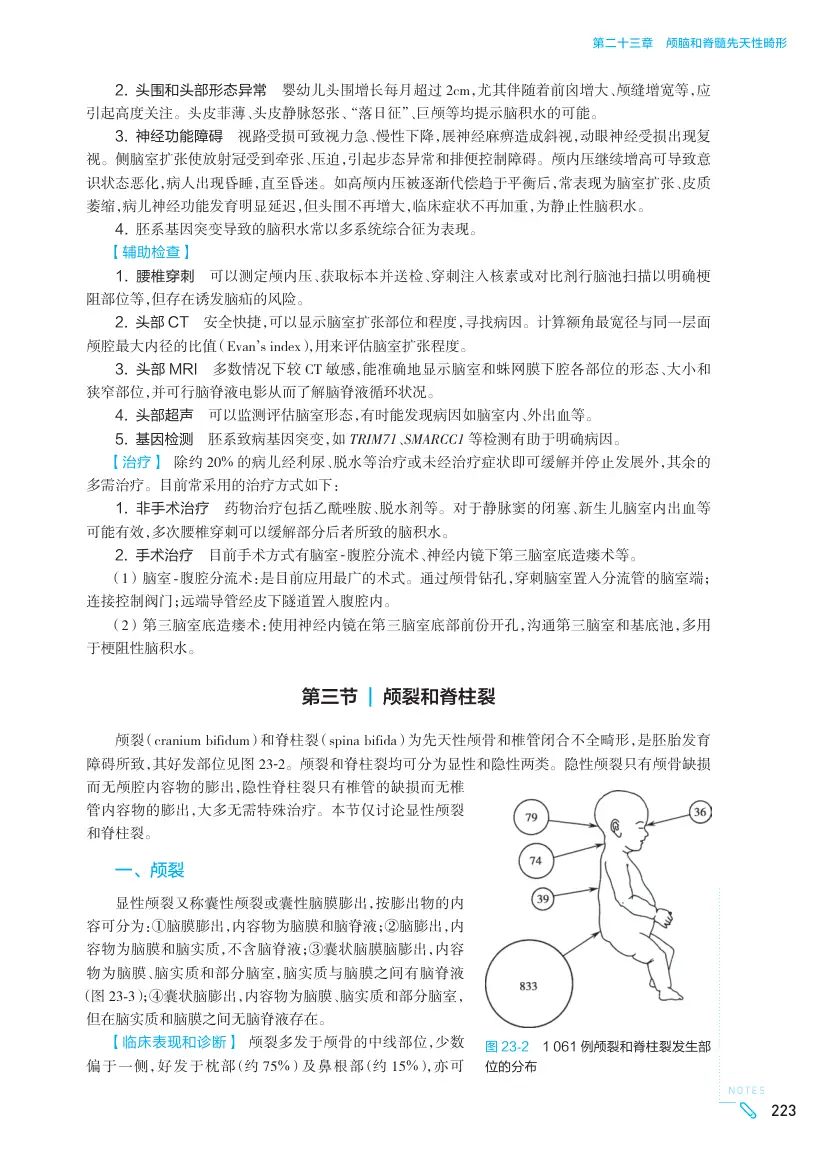 第二十三章 颅脑和脊髓先天性畸形
2. 头围和头部形态异常 婴幼儿头围增长每月超过 2cm,尤其伴随着前囟增大、颅缝增宽等,应
引起高度关注。头皮菲薄、头皮静脉怒张、“落日征”、巨颅等均提示脑积水的可能。
3. 神经功能障碍 视路受损可致视力急、慢性下降,展神经麻痹造成斜视,动眼神经受损出现复
视。侧脑室扩张使放射冠受到牵张、压迫,引起步态异常和排便控制障碍。颅内压继续增高可导致意
识状态恶化,病人出现昏睡,直至昏迷。如高颅内压被逐渐代偿趋于平衡后,常表现为脑室扩张、皮质
萎缩,病儿神经功能发育明显延迟,但头围不再增大,临床症状不再加重,为静止性脑积水。
4. 胚系基因突变导致的脑积水常以多系统综合征为表现。
【辅助检查】
1. 腰椎穿刺 可以测定颅内压、获取标本并送检、穿刺注入核素或对比剂行脑池扫描以明确梗
阻部位等,但存在诱发脑疝的风险。
2. 头部 CT 安全快捷,可以显示脑室扩张部位和程度,寻找病因。计算额角最宽径与同一层面
颅腔最大内径的比值(Evan's index),用来评估脑室扩张程度。
3. 头部 MRI 多数情况下较 CT 敏感,能准确地显示脑室和蛛网膜下腔各部位的形态、大小和
狭窄部位,并可行脑脊液电影从而了解脑脊液循环状况。
4. 头部超声 可以监测评估脑室形态,有时能发现病因如脑室内、外出血等。
5. 基因检测 胚系致病基因突变,如 TRIM71、SMARCC1 等检测有助于明确病因。
【治疗】 除约 20% 的病儿经利尿、脱水等治疗或未经治疗症状即可缓解并停止发展外,其余的
多需治疗。目前常采用的治疗方式如下:
1. 非手术治疗 药物治疗包括乙酰唑胺、脱水剂等。对于静脉窦的闭塞、新生儿脑室内出血等
可能有效,多次腰椎穿刺可以缓解部分后者所致的脑积水。
2. 手术治疗 目前手术方式有脑室-腹腔分流术、神经内镜下第三脑室底造瘘术等。
(1)脑室-腹腔分流术:是目前应用最广的术式。通过颅骨钻孔,穿刺脑室置入分流管的脑室端;
连接控制阀门;远端导管经皮下隧道置入腹腔内。
(2)第三脑室底造瘘术:使用神经内镜在第三脑室底部前份开孔,沟通第三脑室和基底池,多用
于梗阻性脑积水。
第三节 | 颅裂和脊柱裂
颅裂(cranium bifidum)和脊柱裂(spina bifida)为先天性颅骨和椎管闭合不全畸形,是胚胎发育
障碍所致,其好发部位见图 23-2。颅裂和脊柱裂均可分为显性和隐性两类。隐性颅裂只有颅骨缺损
而无颅腔内容物的膨出,隐性脊柱裂只有椎管的缺损而无椎
管内容物的膨出,大多无需特殊治疗。本节仅讨论显性颅裂
和脊柱裂。
一、颅裂
显性颅裂又称囊性颅裂或囊性脑膜膨出,按膨出物的内
容可分为:①脑膜膨出,内容物为脑膜和脑脊液;②脑膨出,内
容物为脑膜和脑实质,不含脑脊液;③囊状脑膜脑膨出,内容
物为脑膜、脑实质和部分脑室,脑实质与脑膜之间有脑脊液
(图 23-3);④囊状脑膨出,内容物为脑膜、脑实质和部分脑室,
但在脑实质和脑膜之间无脑脊液存在。
【临床表现和诊断】 颅裂多发于颅骨的中线部位,少数
偏于一侧,好发于枕部(约 75%)及鼻根部(约 15%),亦可
79
36
74
39
833
图 23-2 1 061 例颅裂和脊柱裂发生部
位的分布
NOTES
223